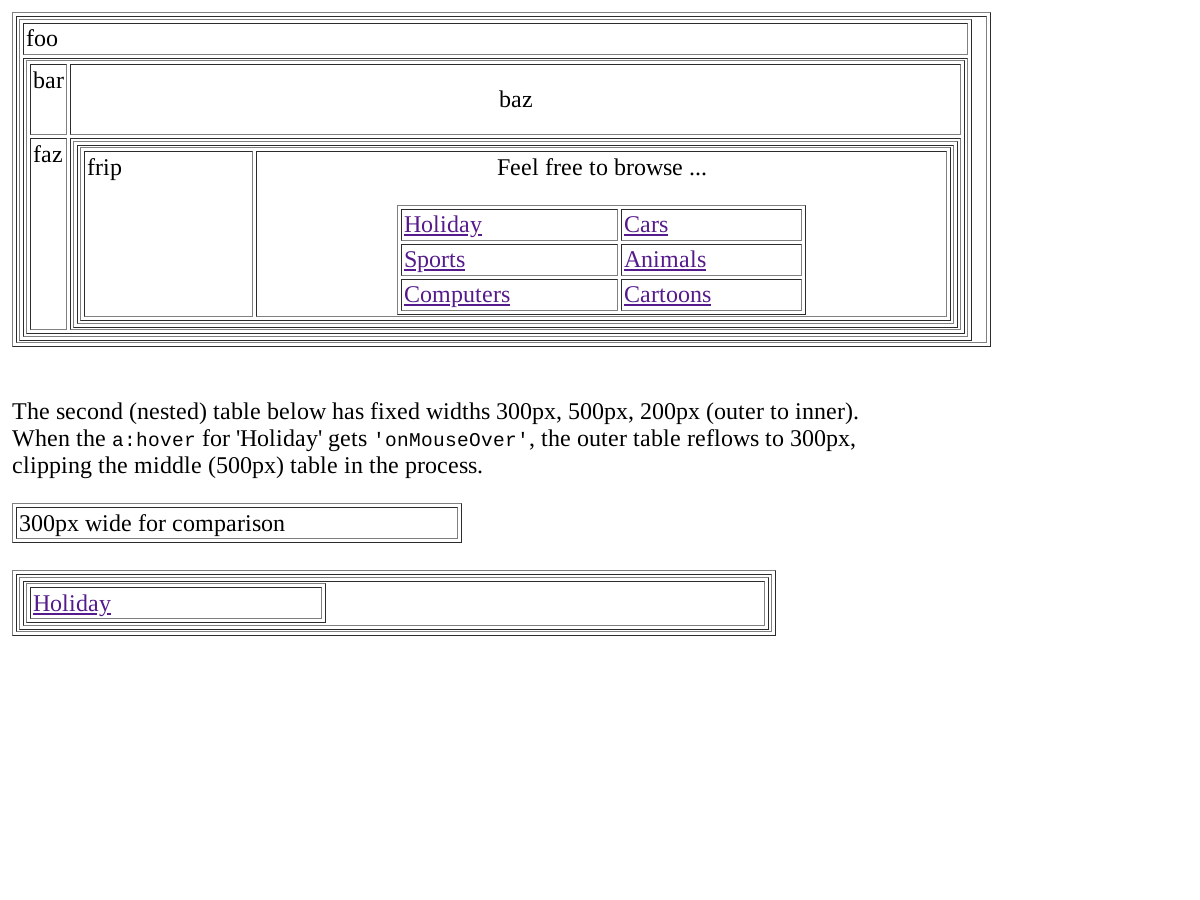 foo
bar
baz
faz
frip
Feel free to browse ...
Holiday Cars
Sports Animals
Computers Cartoons
The second (nested) table below has fixed widths 300px, 500px, 200px (outer to inner).
When the a:hover for 'Holiday' gets 'onMouseOver', the outer table reflows to 300px,
clipping the middle (500px) table in the process.
300px wide for comparison
Holiday